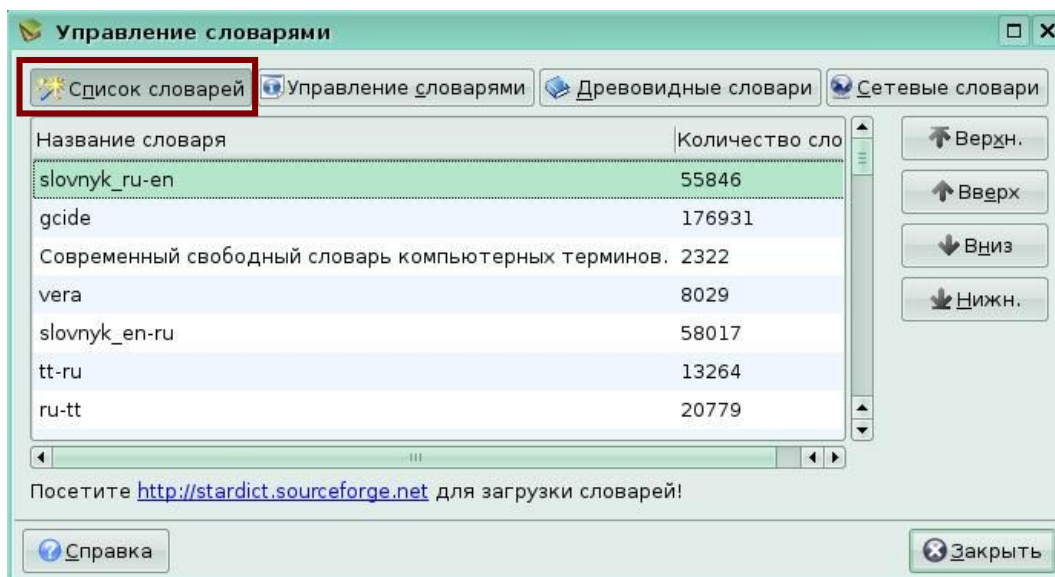 Управление словарями
Список словарей Управление словарями Древовидные словари Сетевые словари
Название словаря Количество сло
slovnyk_ru-en 55846
gcide 176931
Современный свободный словарь компьютерных терминов. 2322
vera 8029
slovnyk_en-ru 58017
tt-ru 13264
ru-tt 20779
Верхн.
Вверх
Вниз
Нижн.
Посетите http://stardict.sourceforge.net для загрузки словарей!
Справка Закрыть